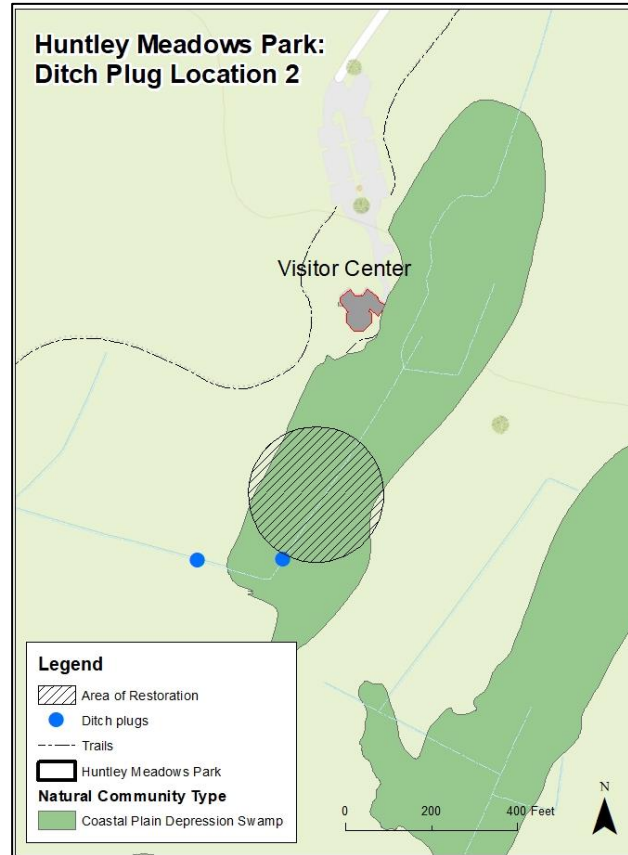 Huntley Meadows Park:
Ditch Plug Location 2
Visitor Center
Legend
Area of Restoration
Ditch plugs
Trails
Huntley Meadows Park
Natural Community Type
Coastal Plain Depression Swamp
0 200 400 Feet
N